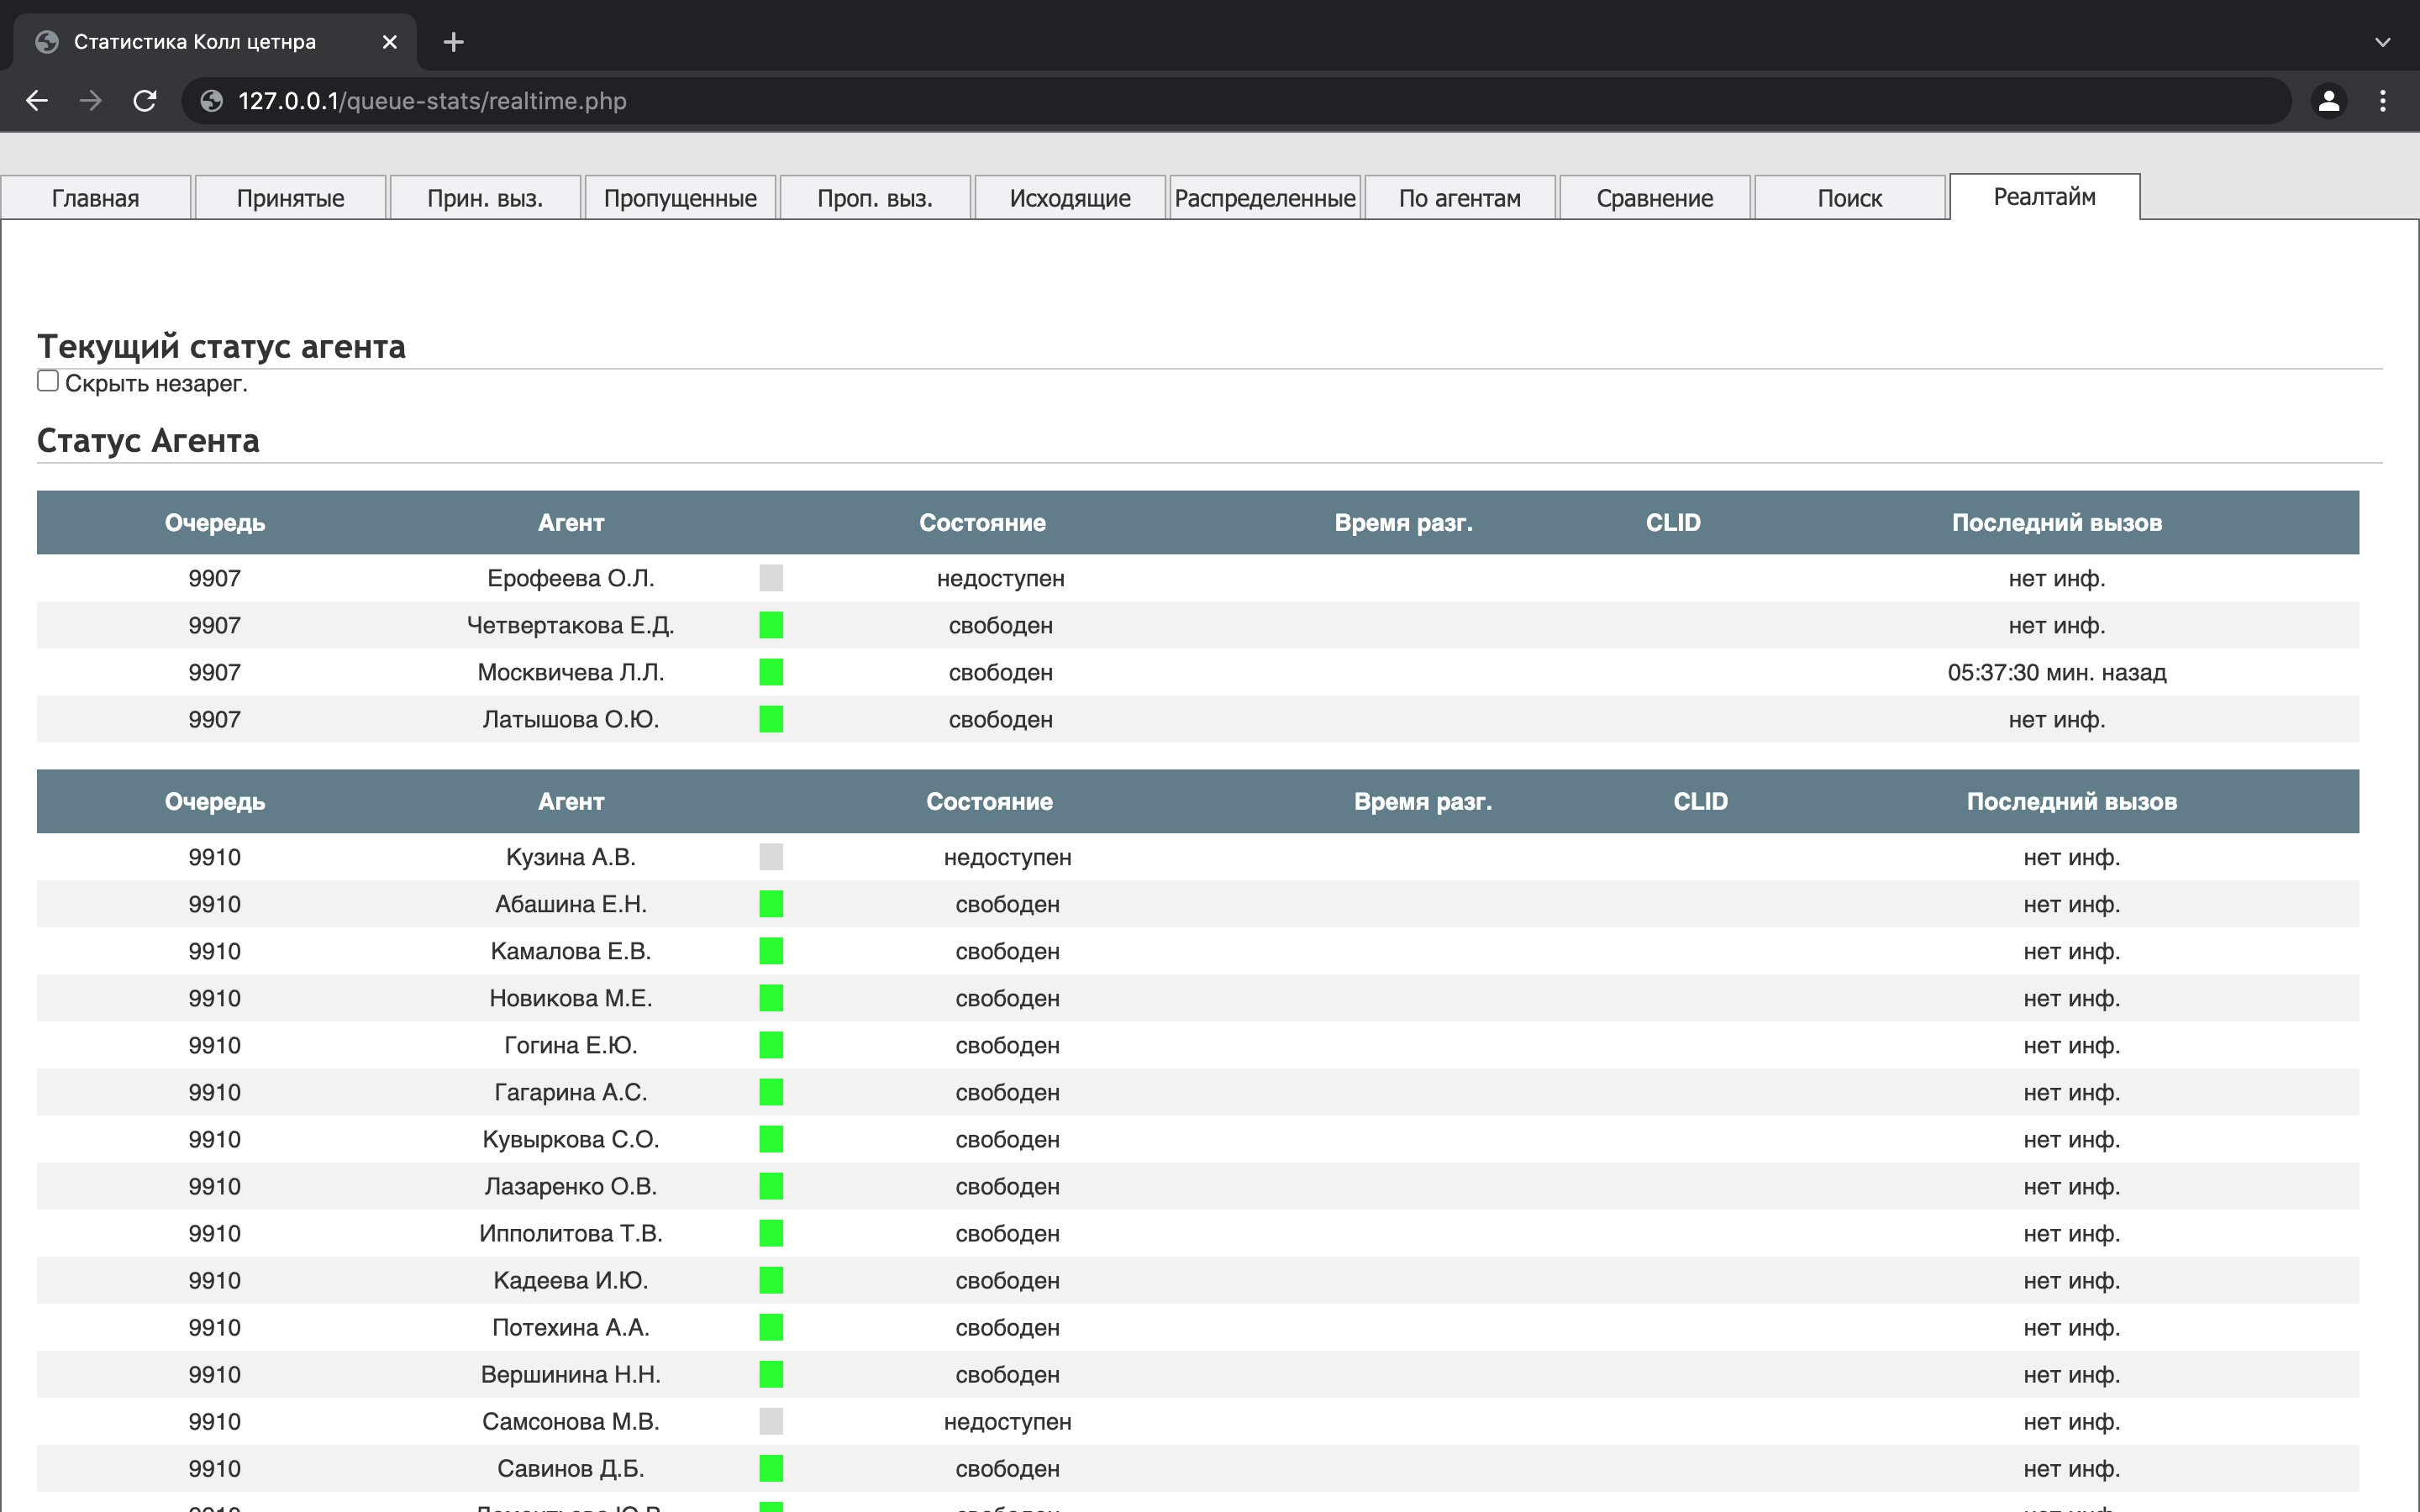 Статистика Колл цетнра
127.0.0.1/queue-stats/realtime.php
Главная Принятые Прин. выз. Пропущенные Проп. выз. Исходящие Распределенные По агентам Сравнение Поиск Реалтайм
Текущий статус агента
Скрыть незарег.
Статус Агента
Очередь Агент Состояние Время разг. CLID Последний вызов
9907 Ерофеева О.Л. недоступен нет инф.
9907 Четвертакова Е.Д. свободен нет инф.
9907 Москвичева Л.Л. свободен 05:37:30 мин. назад
9907 Латышова О.Ю. свободен нет инф.
Очередь Агент Состояние Время разг. CLID Последний вызов
9910 Кузина А.В. недоступен нет инф.
9910 Абашина Е.Н. свободен нет инф.
9910 Камалова Е.В. свободен нет инф.
9910 Новикова М.Е. свободен нет инф.
9910 Гогина Е.Ю. свободен нет инф.
9910 Гагарина А.С. свободен нет инф.
9910 Кувыркова С.О. свободен нет инф.
9910 Лазаренко О.В. свободен нет инф.
9910 Ипполитова Т.В. свободен нет инф.
9910 Кадеева И.Ю. свободен нет инф.
9910 Потехина А.А. свободен нет инф.
9910 Вершинина Н.Н. свободен нет инф.
9910 Самсонова М.В. недоступен нет инф.
9910 Савинов Д.Б. свободен нет инф.